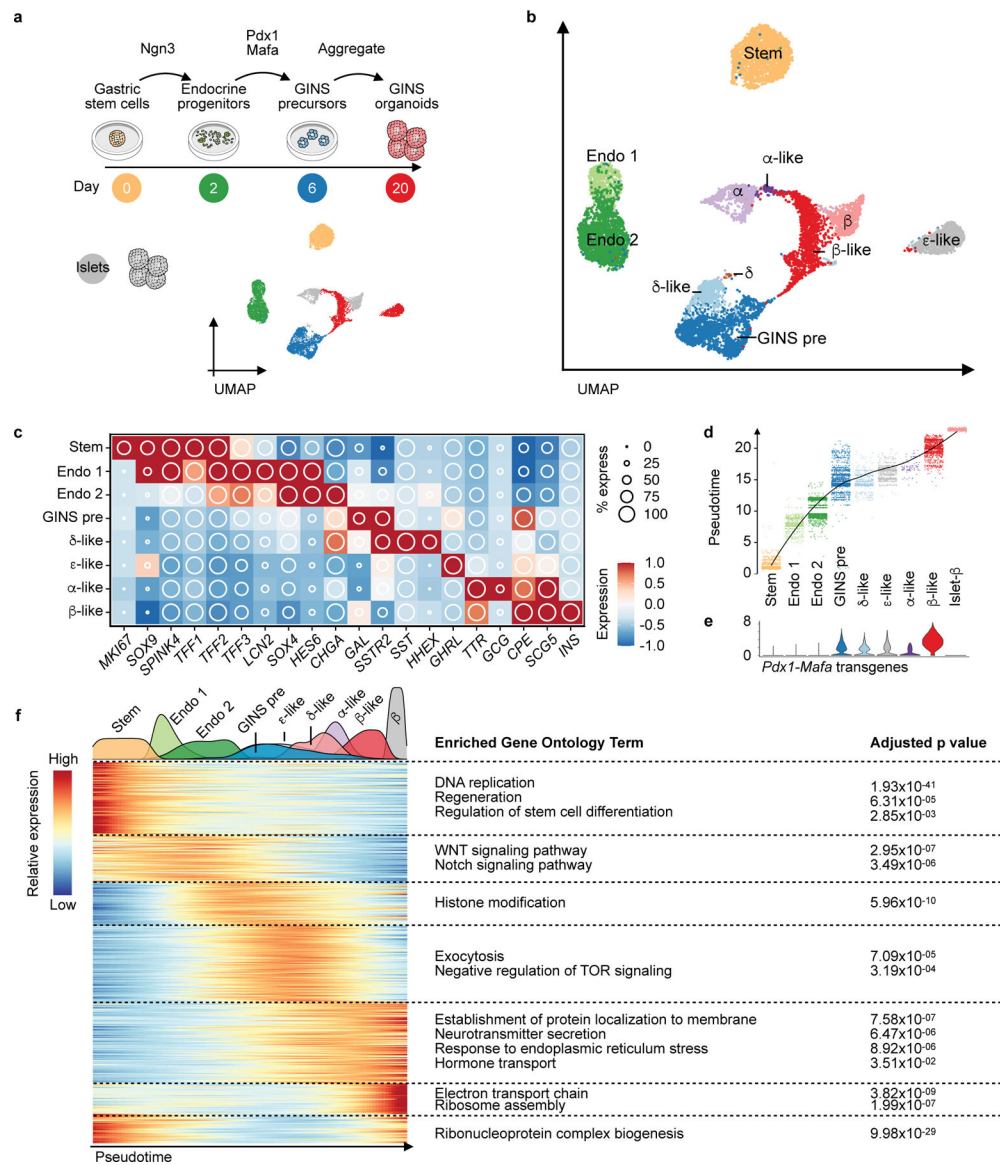 a
Ngn3
Pdx1
Mafa
Aggregate
Gastric
stem cells
Endocrine
progenitors
GINS
precursors
GINS
organoids
Day
0
2
6
20
Islets
UMAP
b
Stem
Endo 1
Endo 2
α-like
α
β
β-like
ε-like
δ
δ-like
GINS pre
UMAP
c
Stem
Endo 1
Endo 2
GINS pre
δ-like
ε-like
α-like
β-like
MKI67
SOX9
SPINK4
TFF1
TFF2
TFF3
LCN2
SOX4
HES6
CHGA
GAL
SSTR2
SST
HHEX
GHRL
TTR
GCG
CPE
SCG5
INS
% express
0
25
50
75
100
Expression
1.0
0.5
0.0
-0.5
-1.0
d
Pseudotime
20
15
10
5
0
Stem
Endo 1
Endo 2
GINS pre
δ-like
ε-like
α-like
β-like
Islet-β
e
8
0
Pdx1-Mafa transgenes
f
Stem
Endo 1
Endo 2
GINS pre
ε-like
δ-like
α-like
β-like
β
High
Relative expression
Low
Pseudotime
Enriched Gene Ontology Term Adjusted p value
DNA replication 1.93x10-41
Regeneration 6.31x10-05
Regulation of stem cell differentiation 2.85x10-03
WNT signaling pathway 2.95x10-07
Notch signaling pathway 3.49x10-06
Histone modification 5.96x10-10
Exocytosis 7.09x10-05
Negative regulation of TOR signaling 3.19x10-04
Establishment of protein localization to membrane 7.58x10-07
Neurotransmitter secretion 6.47x10-06
Response to endoplasmic reticulum stress 8.92x10-06
Hormone transport 3.51x10-02
Electron transport chain 3.82x10-09
Ribosome assembly 1.99x10-07
Ribonucleoprotein complex biogenesis 9.98x10-29